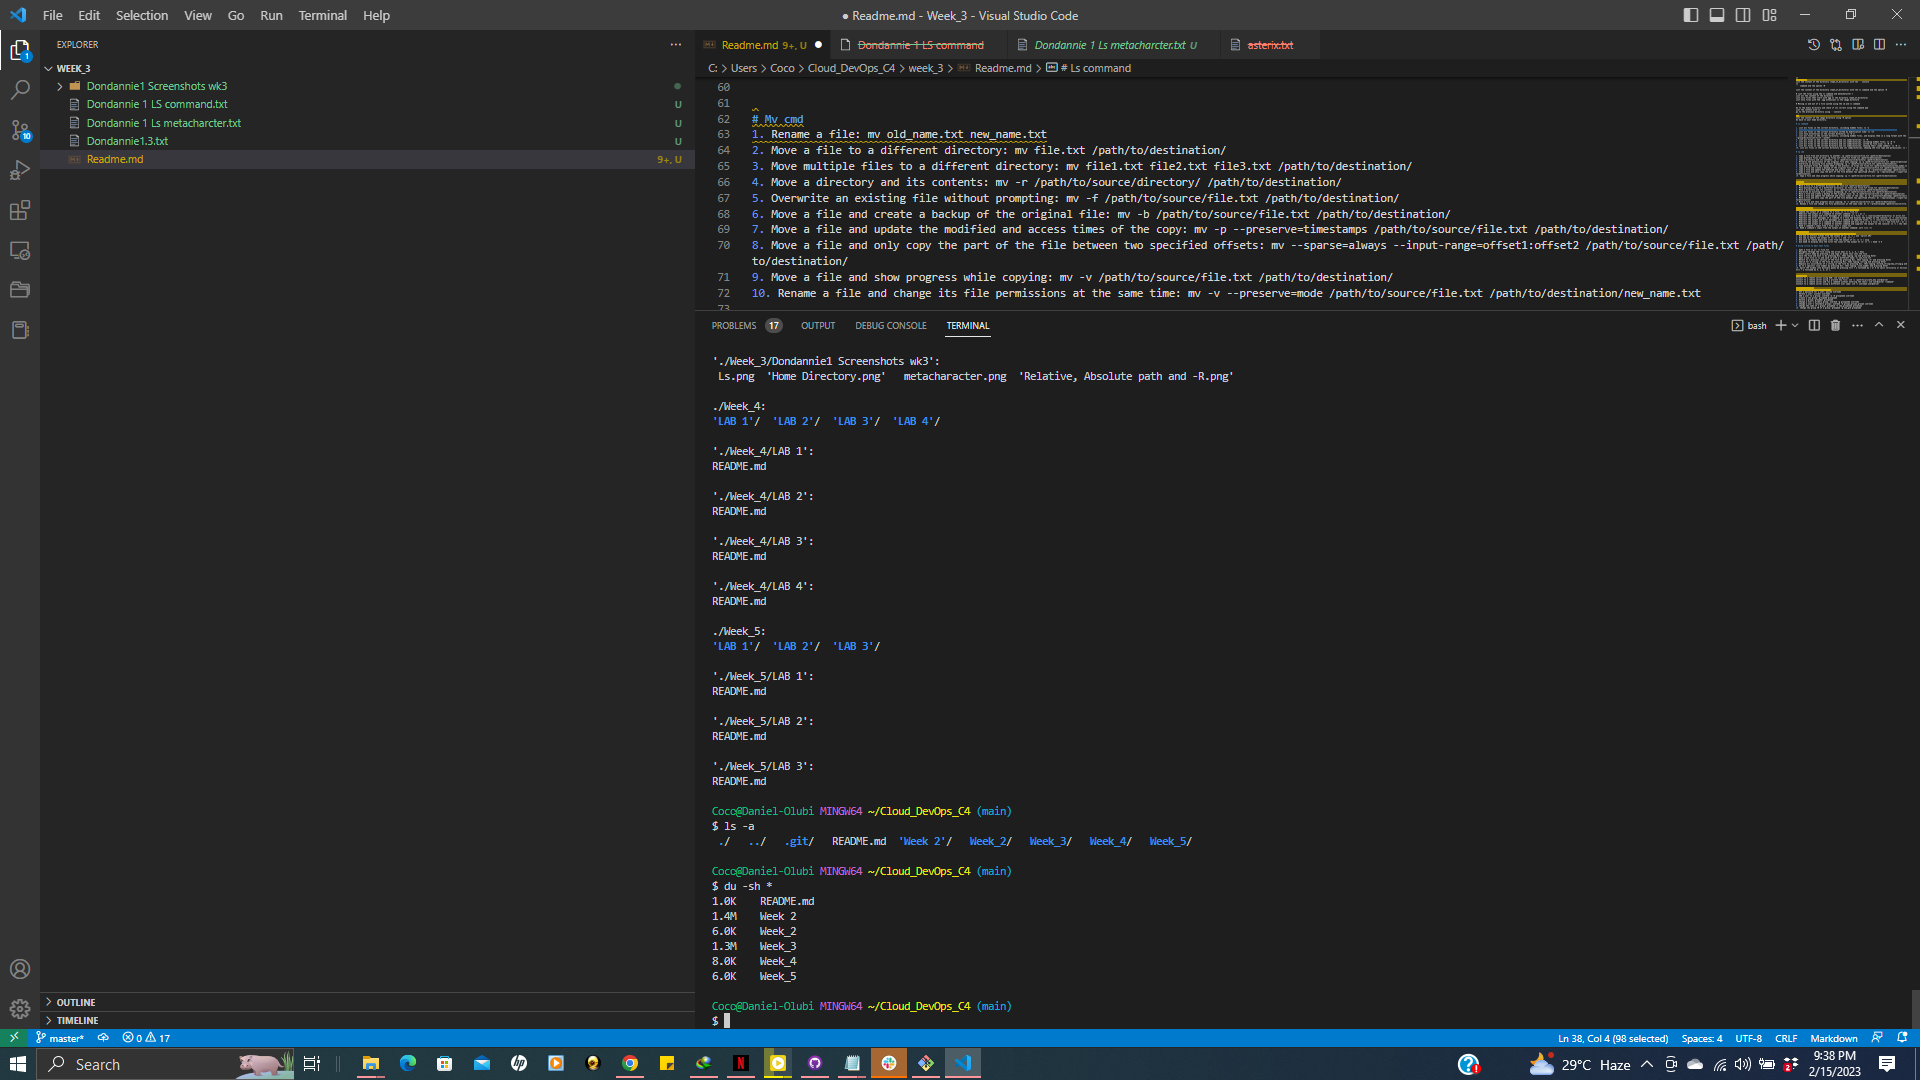 File Edit Selection View Go Run Terminal Help
● Readme.md - Week_3 - Visual Studio Code
EXPLORER
WEEK_3
Dondannie1 Screenshots wk3
Dondannie 1 LS command.txt U
Dondannie 1 Ls metacharcter.txt U
Dondannie1.3.txt U
Readme.md 9+, U
OUTLINE
TIMELINE
Readme.md 9+, U
Dondannie 1 LS command
Dondannie 1 Ls metacharcter.txt U
asterix.txt
C: > Users > Coco > Cloud_DevOps_C4 > week_3 > Readme.md > # Ls command
60
61
62 # Mv cmd
63 1. Rename a file: mv old_name.txt new_name.txt
64 2. Move a file to a different directory: mv file.txt /path/to/destination/
65 3. Move multiple files to a different directory: mv file1.txt file2.txt file3.txt /path/to/destination/
66 4. Move a directory and its contents: mv -r /path/to/source/directory/ /path/to/destination/
67 5. Overwrite an existing file without prompting: mv -f /path/to/source/file.txt /path/to/destination/
68 6. Move a file and create a backup of the original file: mv -b /path/to/source/file.txt /path/to/destination/
69 7. Move a file and update the modified and access times of the copy: mv -p --preserve=timestamps /path/to/source/file.txt /path/to/destination/
70 8. Move a file and only copy the part of the file between two specified offsets: mv --sparse=always --input-range=offset1:offset2 /path/to/source/file.txt /path/
to/destination/
71 9. Move a file and show progress while copying: mv -v /path/to/source/file.txt /path/to/destination/
72 10. Rename a file and change its file permissions at the same time: mv -v --preserve=mode /path/to/source/file.txt /path/to/destination/new_name.txt
73
PROBLEMS 17 OUTPUT DEBUG CONSOLE TERMINAL
bash
'./Week_3/Dondannie1 Screenshots wk3':
Ls.png 'Home Directory.png' metacharacter.png 'Relative, Absolute path and -R.png'
./Week_4:
'LAB 1'/ 'LAB 2'/ 'LAB 3'/ 'LAB 4'/
'./Week_4/LAB 1':
README.md
'./Week_4/LAB 2':
README.md
'./Week_4/LAB 3':
README.md
'./Week_4/LAB 4':
README.md
./Week_5:
'LAB 1'/ 'LAB 2'/ 'LAB 3'/
'./Week_5/LAB 1':
README.md
'./Week_5/LAB 2':
README.md
'./Week_5/LAB 3':
README.md
Coco@Daniel-Olubi MINGW64 ~/Cloud_DevOps_C4 (main)
$ ls -a
./ ../ .git/ README.md 'Week 2'/ Week_2/ Week_3/ Week_4/ Week_5/
Coco@Daniel-Olubi MINGW64 ~/Cloud_DevOps_C4 (main)
$ du -sh *
1.0K README.md
1.4M Week 2
6.0K Week_2
1.3M Week_3
8.0K Week_4
6.0K Week_5
Coco@Daniel-Olubi MINGW64 ~/Cloud_DevOps_C4 (main)
$
master* 0 17
Ln 38, Col 4 (98 selected) Spaces: 4 UTF-8 CRLF Markdown
Search
29°C Haze
9:38 PM
2/15/2023